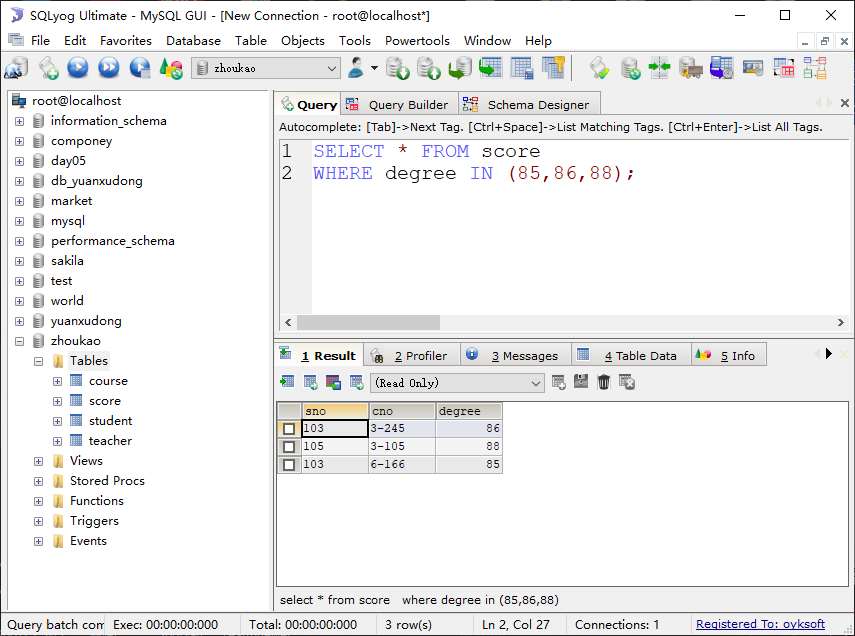 SQLyog Ultimate - MySQL GUI - [New Connection - root@localhost*]
File Edit Favorites Database Table Objects Tools Powertools Window Help
zhoukao
root@localhost
information_schema
componey
day05
db_yuanxudong
market
mysql
performance_schema
sakila
test
world
yuanxudong
zhoukao
Tables
course
score
student
teacher
Views
Stored Procs
Functions
Triggers
Events
Query Query Builder Schema Designer
Autocomplete: [Tab]->Next Tag. [Ctrl+Space]->List Matching Tags. [Ctrl+Enter]->List All Tags.
1 SELECT * FROM score
2 WHERE degree IN (85,86,88);
1 Result 2 Profiler 3 Messages 4 Table Data 5 Info
(Read Only)
sno cno degree
103 3-245 86
105 3-105 88
103 6-166 85
select * from score where degree in (85,86,88)
Query batch com Exec: 00:00:00:000 Total: 00:00:00:000 3 row(s) Ln 2, Col 27 Connections: 1 Registered To: oyksoft